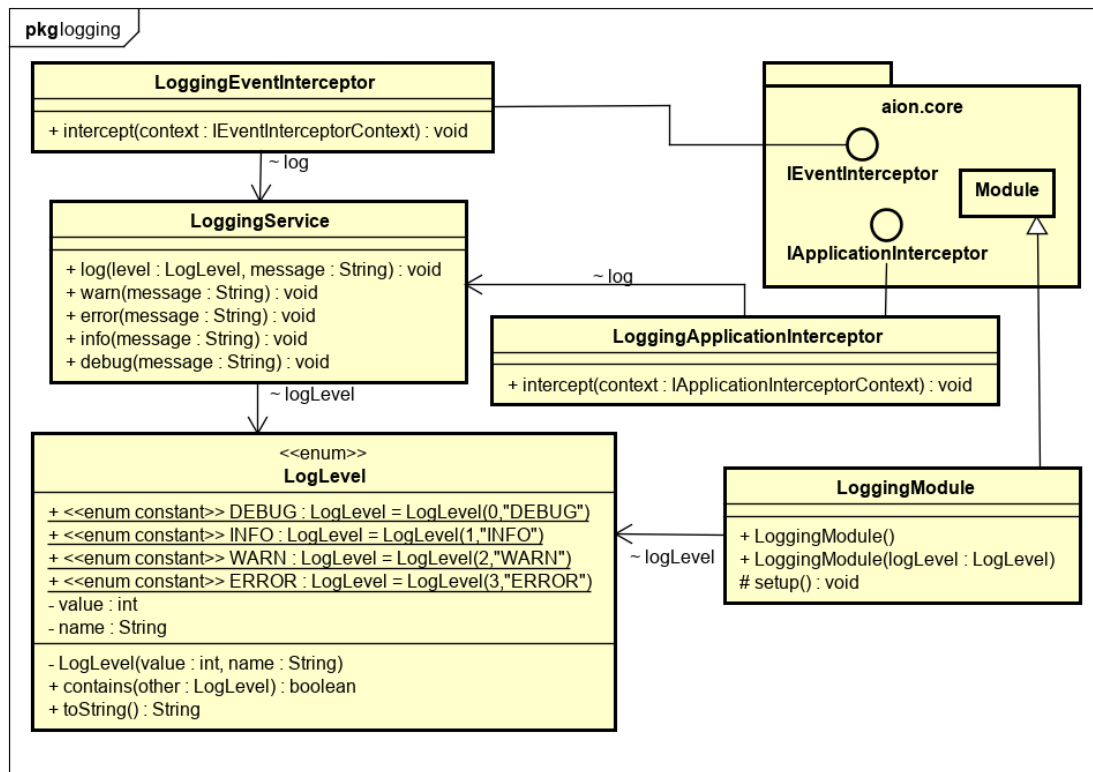 pkg logging
LoggingEventInterceptor
+ intercept(context : IEventInterceptorContext) : void
~ log
aion.core
IEventInterceptor
Module
IApplicationInterceptor
LoggingService
+ log(level : LogLevel, message : String) : void
+ warn(message : String) : void
+ error(message : String) : void
+ info(message : String) : void
+ debug(message : String) : void
~ log
LoggingApplicationInterceptor
+ intercept(context : IApplicationInterceptorContext) : void
~ logLevel
<<enum>>
LogLevel
+ <<enum constant>> DEBUG : LogLevel = LogLevel(0,"DEBUG")
+ <<enum constant>> INFO : LogLevel = LogLevel(1,"INFO")
+ <<enum constant>> WARN : LogLevel = LogLevel(2,"WARN")
+ <<enum constant>> ERROR : LogLevel = LogLevel(3,"ERROR")
- value : int
- name : String
- LogLevel(value : int, name : String)
+ contains(other : LogLevel) : boolean
+ toString() : String
~ logLevel
LoggingModule
+ LoggingModule()
+ LoggingModule(logLevel : LogLevel)
# setup() : void